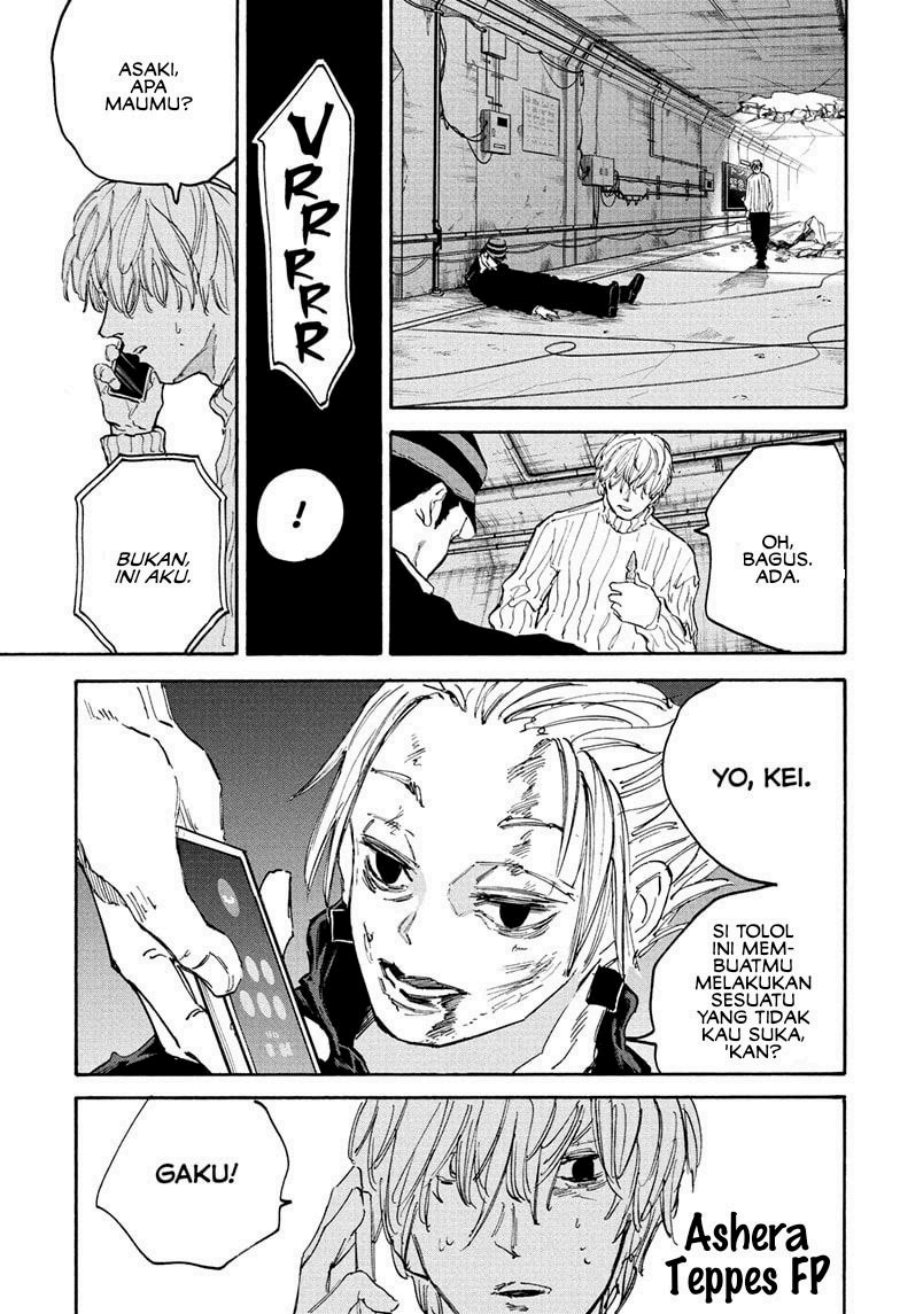 OH,
BAGUS.
ADA.
VRRRRR
!
ASAKI,
APA
MAUMU?
BUKAN,
INI AKU.
YO, KEI.
SI TOLOL
INI MEM-
BUATMU
MELAKUKAN
SESUATU
YANG TIDAK
KAU SUKA,
'KAN?
GAKU!
Ashera
Teppes FP